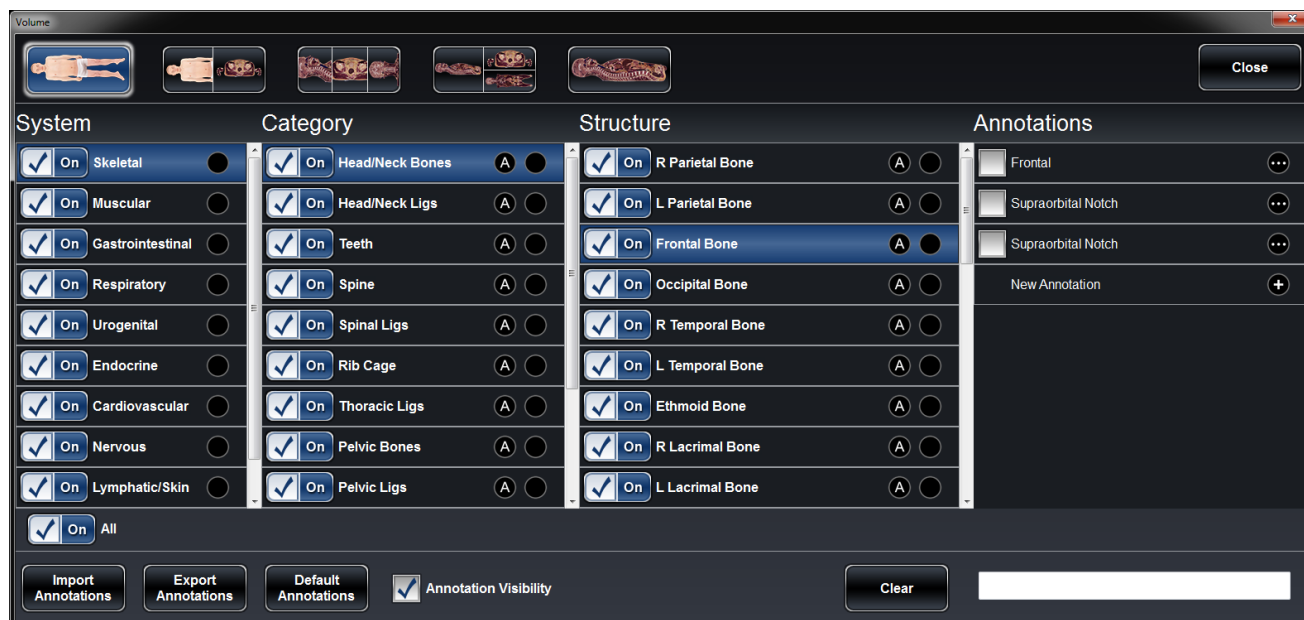 Volume
Close
System
Category
Structure
Annotations
On Skeletal
On Head/Neck Bones A
On R Parietal Bone A
Frontal
On Muscular
On Head/Neck Ligs A
On L Parietal Bone A
Supraorbital Notch
On Gastrointestinal
On Teeth A
On Frontal Bone A
Supraorbital Notch
On Respiratory
On Spine A
On Occipital Bone A
New Annotation
On Urogenital
On Spinal Ligs A
On R Temporal Bone A
On Endocrine
On Rib Cage A
On L Temporal Bone A
On Cardiovascular
On Thoracic Ligs A
On Ethmoid Bone A
On Nervous
On Pelvic Bones A
On R Lacrimal Bone A
On Lymphatic/Skin
On Pelvic Ligs A
On L Lacrimal Bone A
On All
Import
Annotations
Export
Annotations
Default
Annotations
Annotation Visibility
Clear